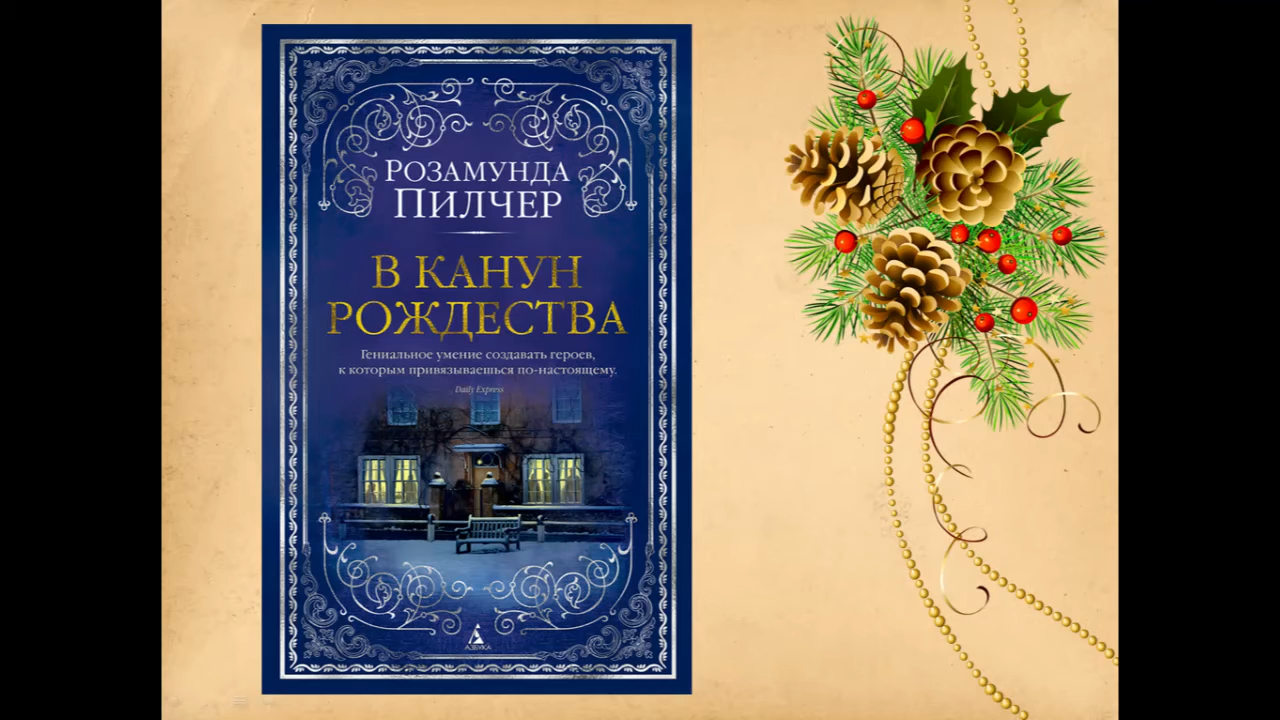 РОЗАМУНДА
ПИЛЧЕР
В КАНУН
РОЖДЕСТВА
Гениальное умение создавать героев,
к которым привязываешься по-настоящему.
Daily Express
АЗБУКА